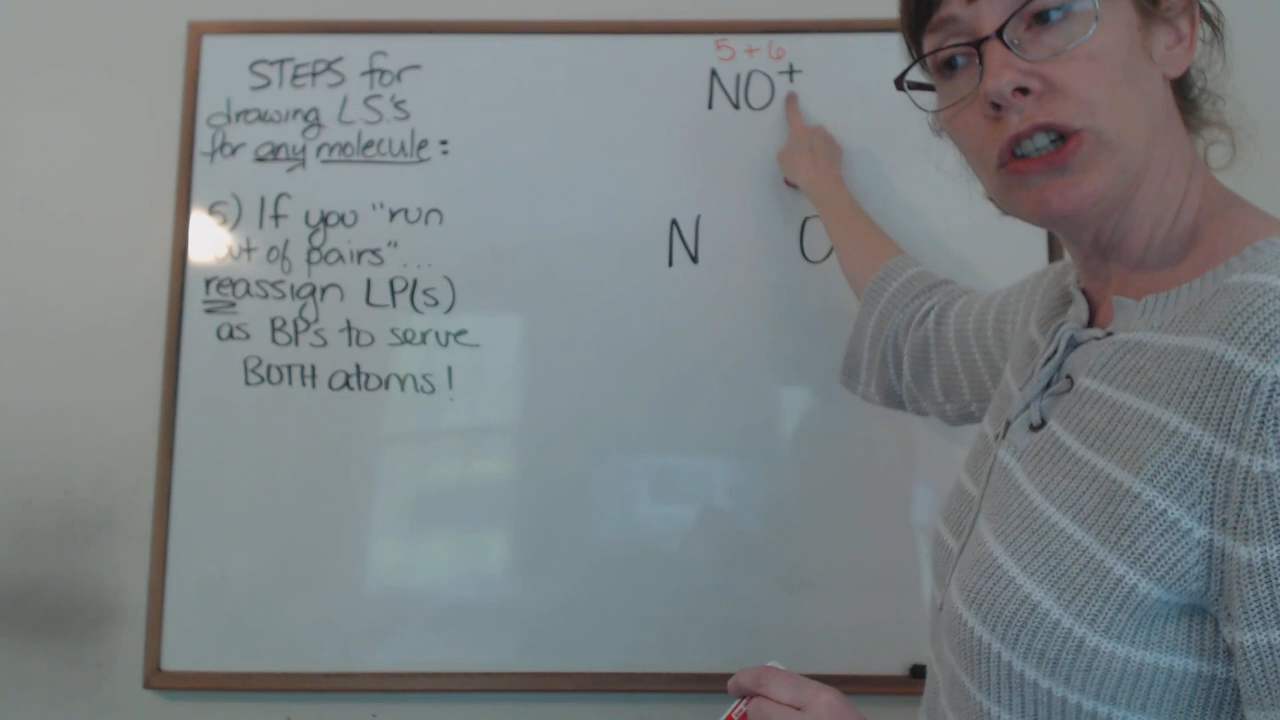 STEPS for
drawing L.S.'s
for any molecule:
5) If you "run
out of pairs"...
reassign LP(s)
as BPs to serve
BOTH atoms!
5 + 6
NO+
N O